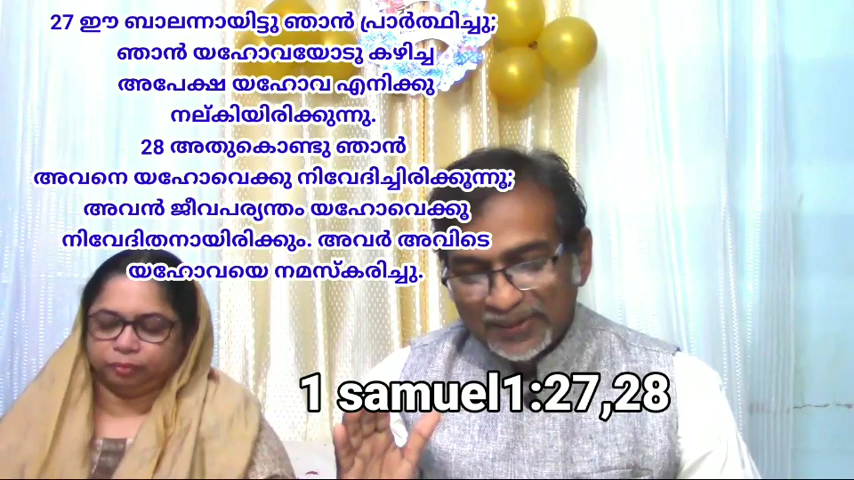 27 ഈ ബാലന്നായിട്ടു ഞാൻ പ്രാർത്ഥിച്ചു;
ഞാൻ യഹോവയോടു കഴിച്ച
അപേക്ഷ യഹോവ എനിക്കു
നല്കിയിരിക്കുന്നു.
28 അതുകൊണ്ടു ഞാൻ
അവനെ യഹോവെക്കു നിവേദിച്ചിരിക്കുന്നു;
അവൻ ജീവപര്യന്തം യഹോവെക്കു
നിവേദിതനായിരിക്കും. അവർ അവിടെ
യഹോവയെ നമസ്കരിച്ചു.
1 samuel1:27,28